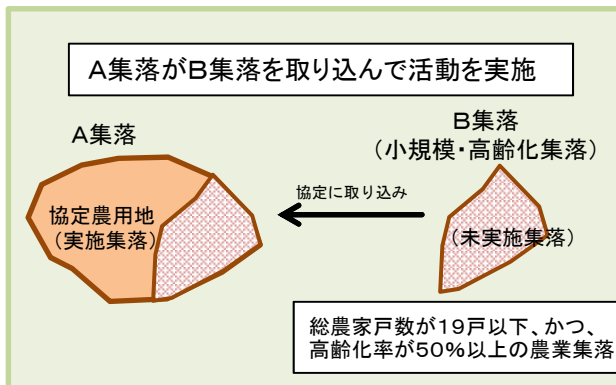 A集落がB集落を取り込んで活動を実施
A集落
B集落
(小規模・高齢化集落)
協定に取り込み
協定農用地
(実施集落)
(未実施集落)
総農家戸数が19戸以下、かつ、
高齢化率が50%以上の農業集落